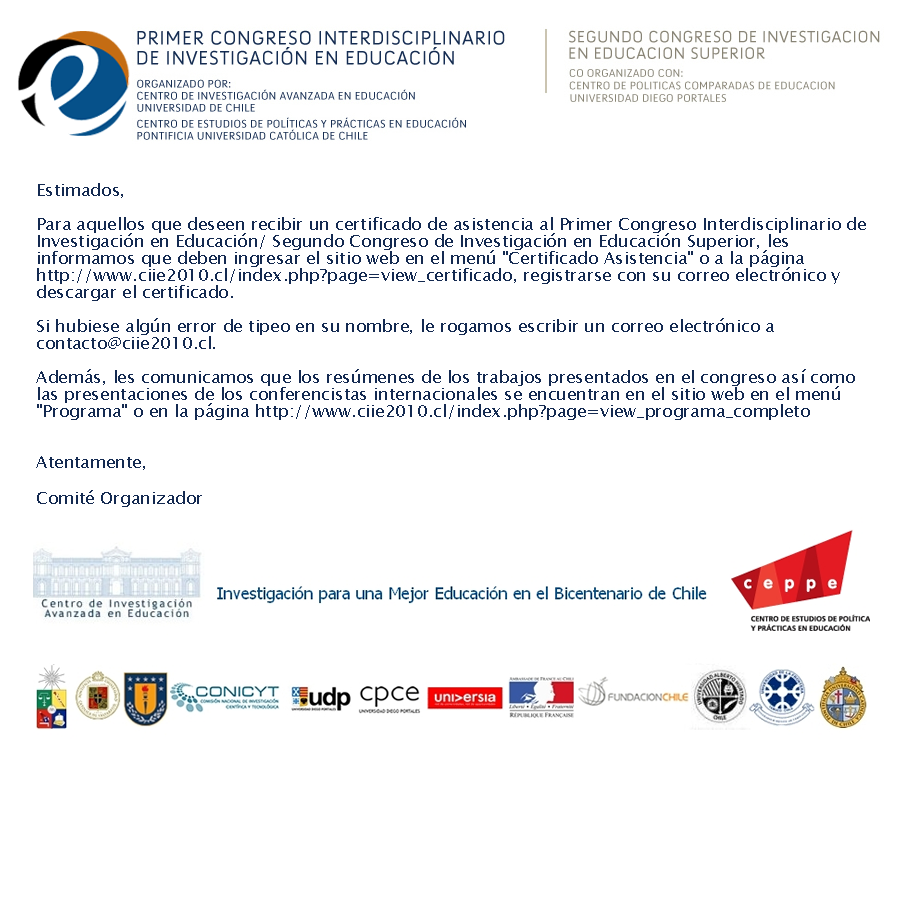 PRIMER CONGRESO INTERDISCIPLINARIO
DE INVESTIGACIÓN EN EDUCACIÓN
ORGANIZADO POR:
CENTRO DE INVESTIGACIÓN AVANZADA EN EDUCACIÓN
UNIVERSIDAD DE CHILE
CENTRO DE ESTUDIOS DE POLÍTICAS Y PRÁCTICAS EN EDUCACIÓN
PONTIFICIA UNIVERSIDAD CATÓLICA DE CHILE
SEGUNDO CONGRESO DE INVESTIGACION
EN EDUCACION SUPERIOR
CO ORGANIZADO CON:
CENTRO DE POLITICAS COMPARADAS DE EDUCACION
UNIVERSIDAD DIEGO PORTALES
Estimados,
Para aquellos que deseen recibir un certificado de asistencia al Primer Congreso Interdisciplinario de
Investigación en Educación/ Segundo Congreso de Investigación en Educación Superior, les
informamos que deben ingresar el sitio web en el menú "Certificado Asistencia" o a la página
http://www.ciie2010.cl/index.php?page=view_certificado, registrarse con su correo electrónico y
descargar el certificado.
Si hubiese algún error de tipeo en su nombre, le rogamos escribir un correo electrónico a
contacto@ciie2010.cl.
Además, les comunicamos que los resúmenes de los trabajos presentados en el congreso así como
las presentaciones de los conferencistas internacionales se encuentran en el sitio web en el menú
"Programa" o en la página http://www.ciie2010.cl/index.php?page=view_programa_completo
Atentamente,
Comité Organizador
Centro de Investigación
Avanzada en Educación
Investigación para una Mejor Educación en el Bicentenario de Chile
ceppe
CENTRO DE ESTUDIOS DE POLÍTICA
Y PRÁCTICAS EN EDUCACIÓN
CONICYT
COMISIÓN NACIONAL DE INVESTIGACIÓN
CIENTÍFICA Y TECNOLÓGICA
udp
UNIVERSIDAD DIEGO PORTALES
cpce
UNIVERSIDAD DIEGO PORTALES
universia
AMBASSADE DE FRANCE AU CHILI
Liberté • Égalité • Fraternité
RÉPUBLIQUE FRANÇAISE
FUNDACIONCHILE
UNIVERSIDAD ALBERTO HURTADO
CHILE